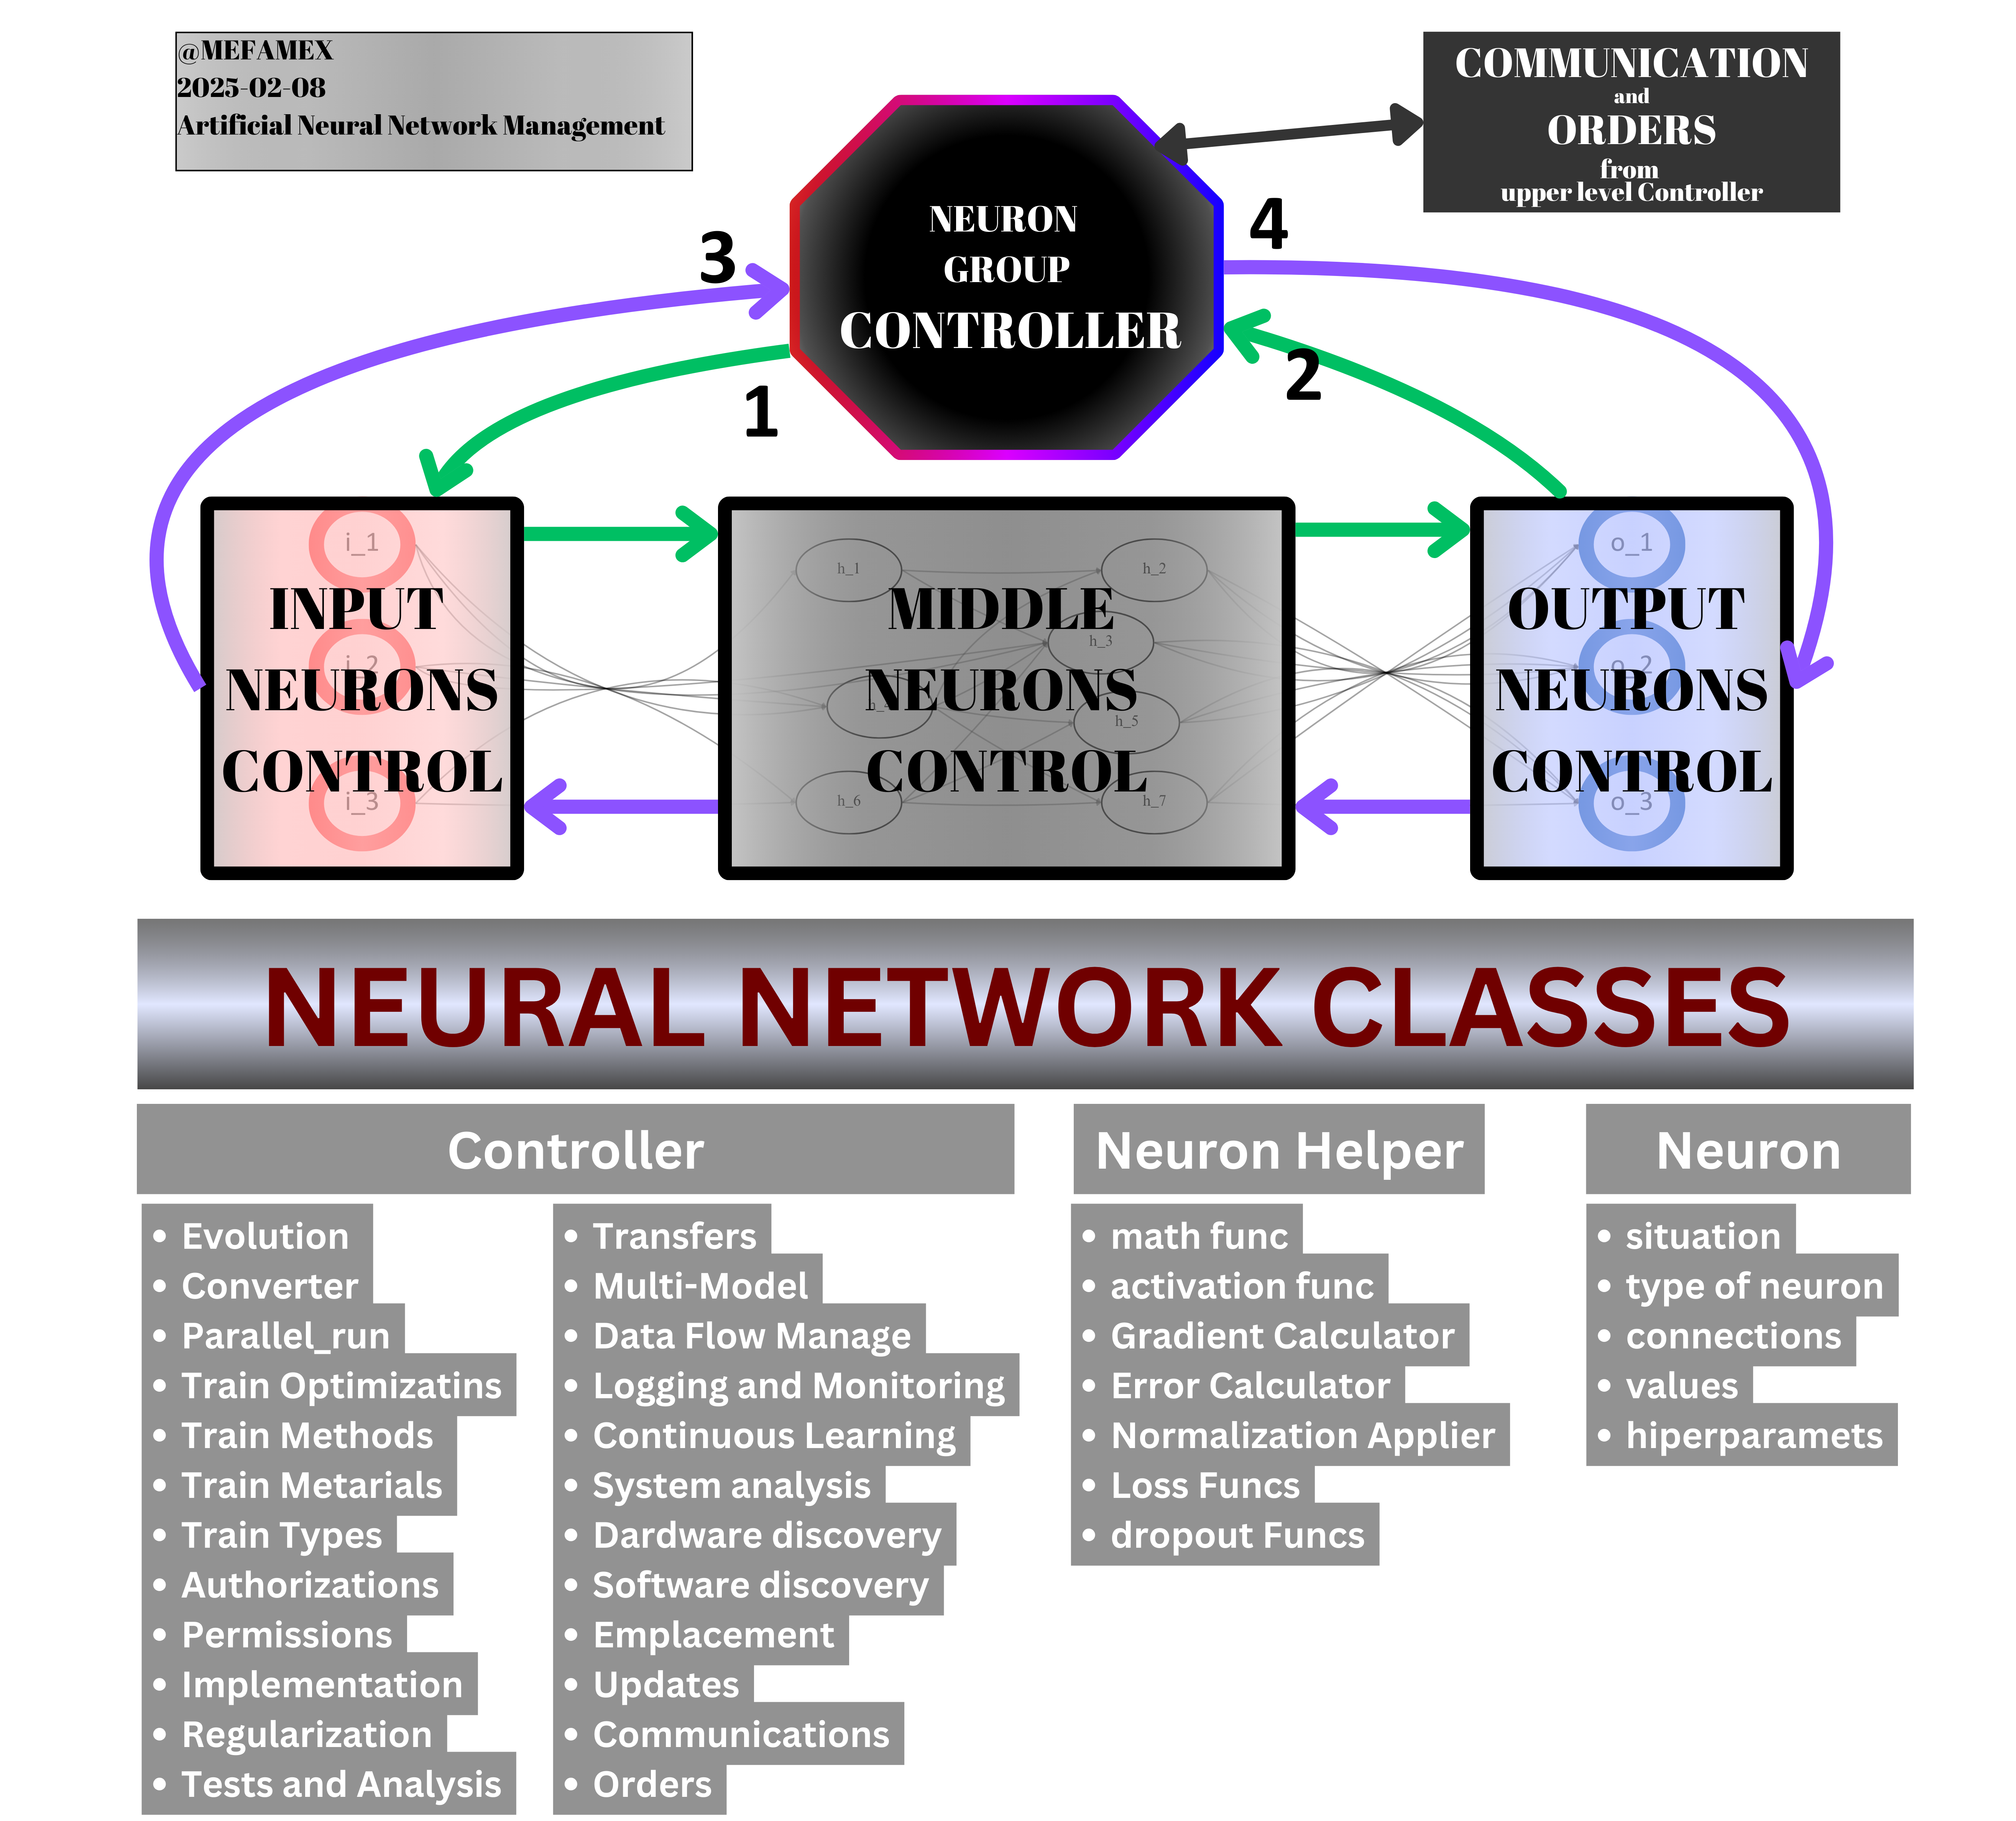 @MEFAMEX
2025-02-08
Artificial Neural Network Management
COMMUNICATION
and
ORDERS
from
upper level Controller
NEURON
GROUP
CONTROLLER
3
4
1
2
i_1
i_2
i_3
INPUT
NEURONS
CONTROL
h_1
h_2
h_3
h_5
h_6
h_7
MIDDLE
NEURONS
CONTROL
o_1
o_2
o_3
OUTPUT
NEURONS
CONTROL
NEURAL NETWORK CLASSES
Controller
• Evolution
• Converter
• Parallel_run
• Train Optimizatins
• Train Methods
• Train Metarials
• Train Types
• Authorizations
• Permissions
• Implementation
• Regularization
• Tests and Analysis
• Transfers
• Multi-Model
• Data Flow Manage
• Logging and Monitoring
• Continuous Learning
• System analysis
• Dardware discovery
• Software discovery
• Emplacement
• Updates
• Communications
• Orders
Neuron Helper
• math func
• activation func
• Gradient Calculator
• Error Calculator
• Normalization Applier
• Loss Funcs
• dropout Funcs
Neuron
• situation
• type of neuron
• connections
• values
• hiperparamets